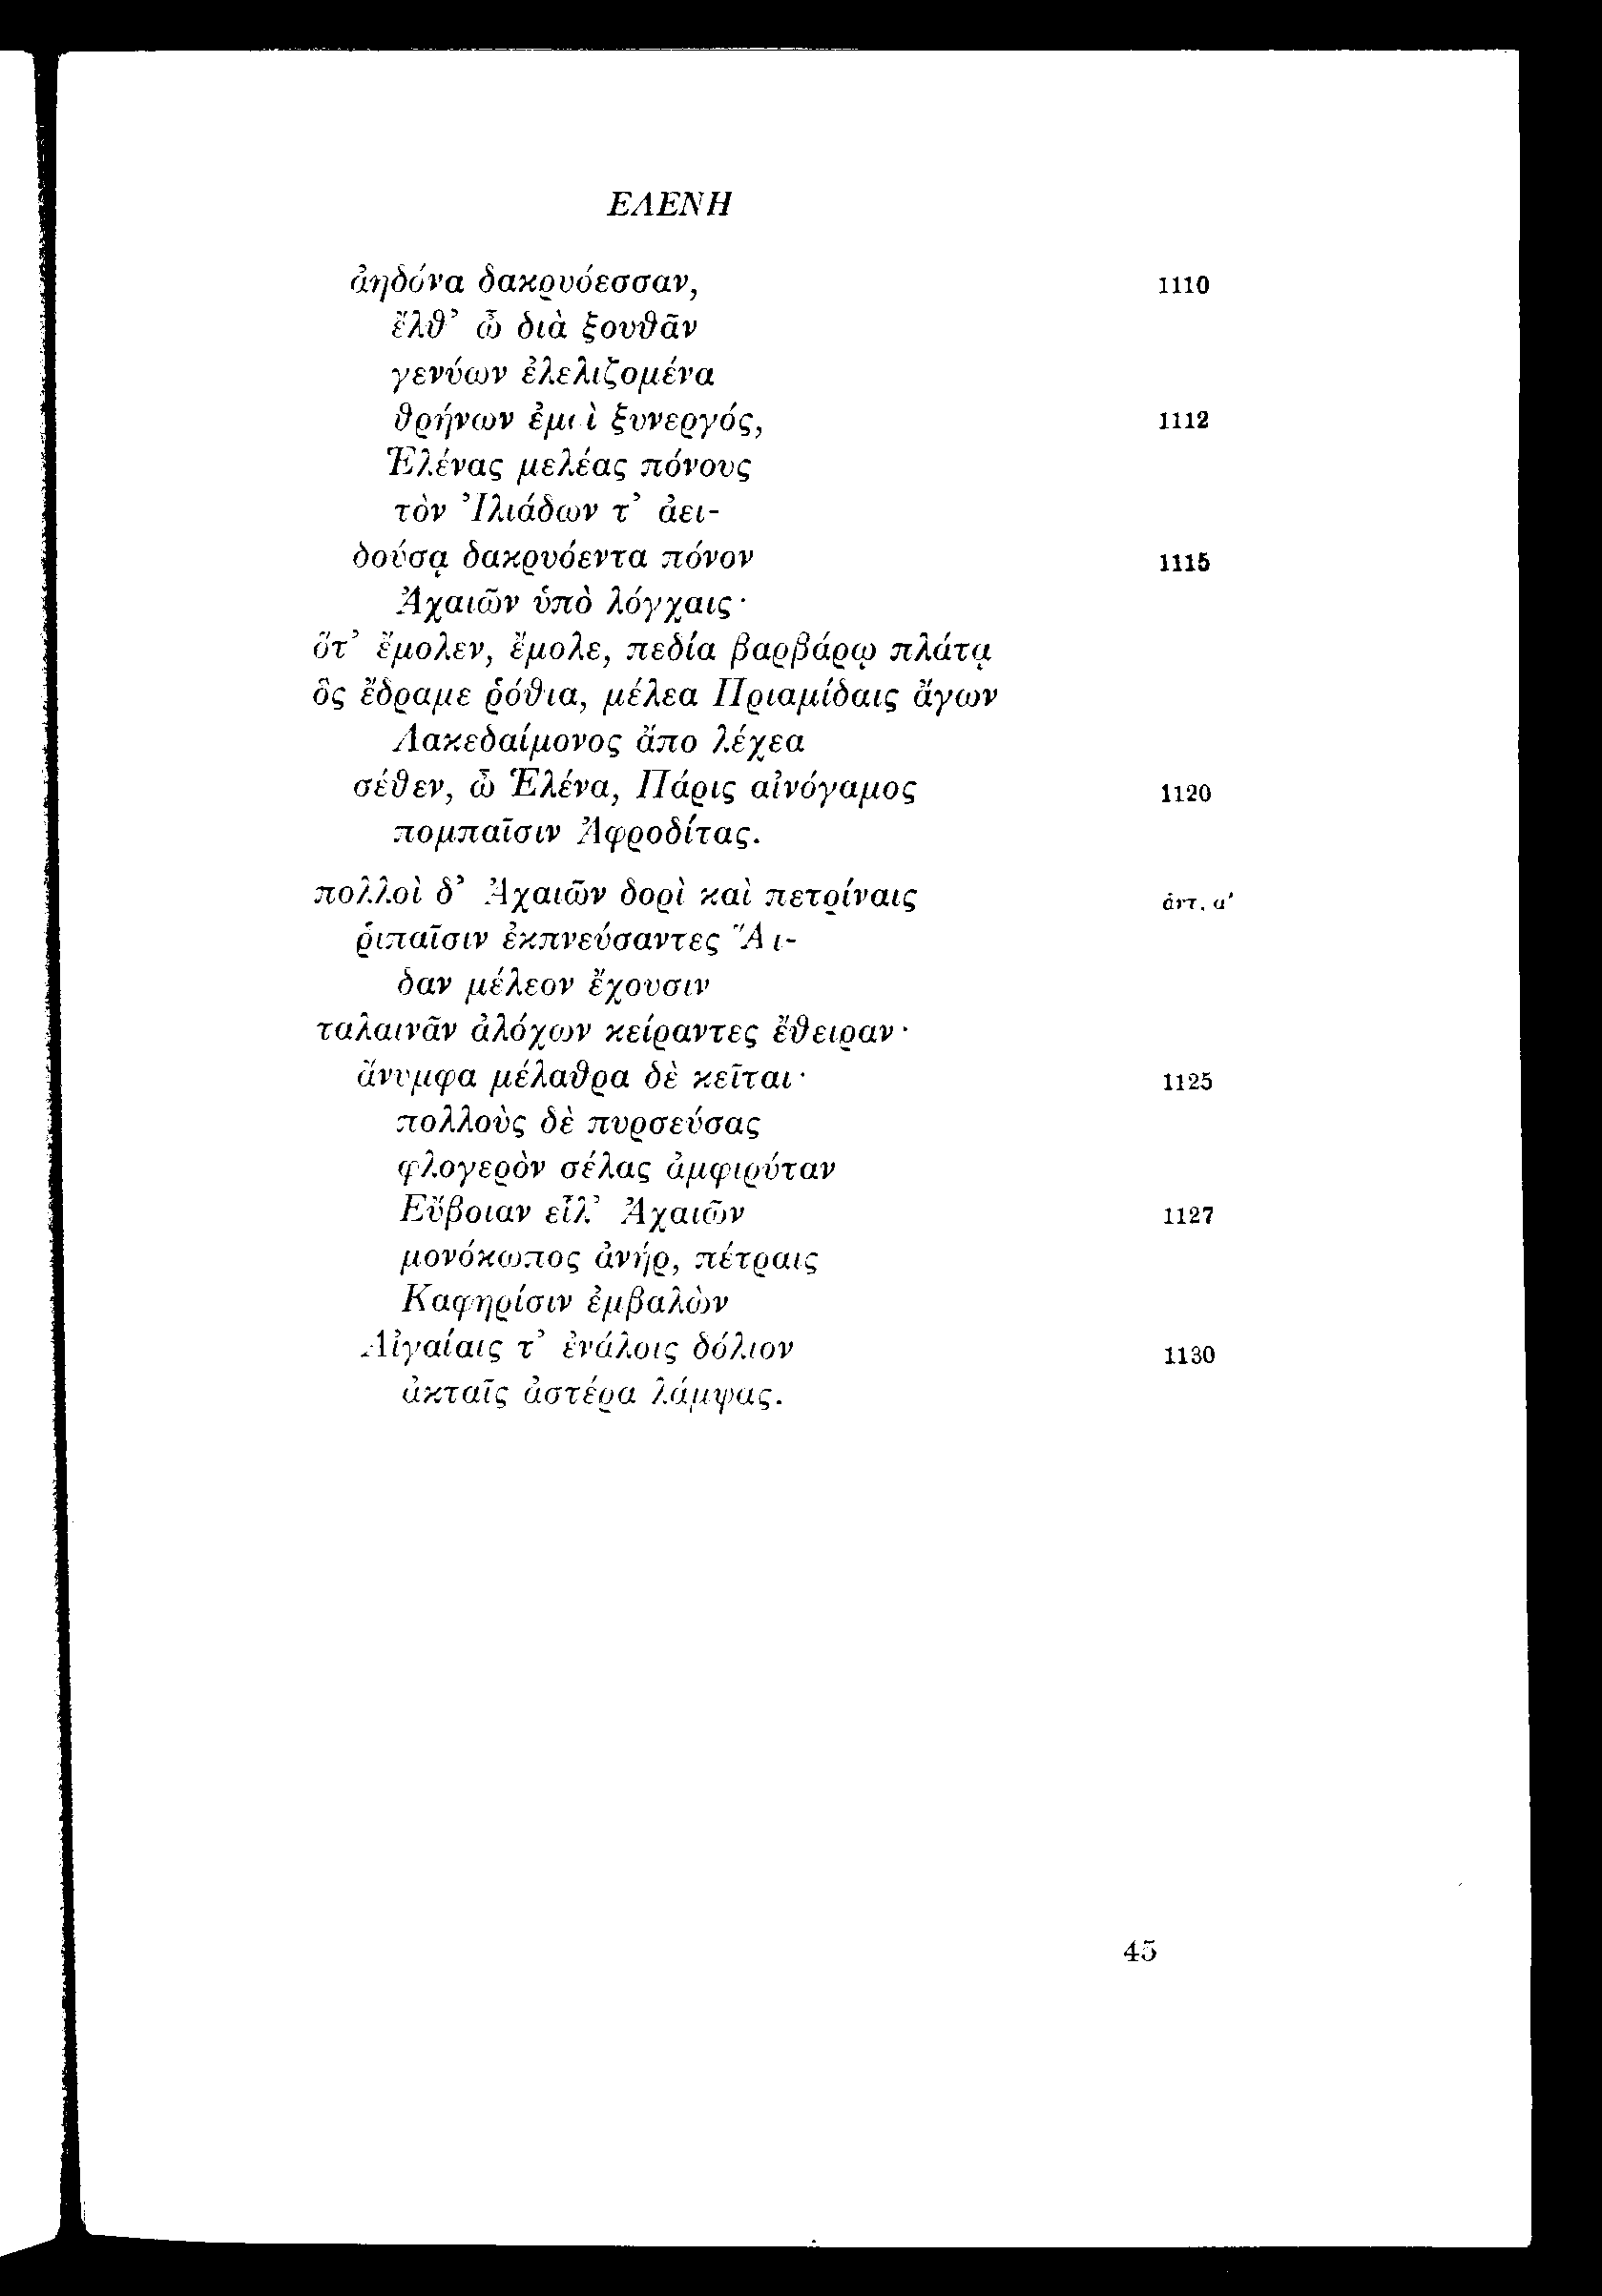 ΕΛΕΝΗ
ἀηδόνα δακρυόεσσαν, 1110
ἔλθ’ ὦ διὰ ξουθᾶν
γενύων ἐλελιζομένα
θρήνων ἐμοὶ ξυνεργός, 1112
Ἑλένας μελέας πόνους
τὸν Ἰλιάδων τ’ ἀει-
δούσᾳ δακρυόεντα πόνον 1115
Ἀχαιῶν ὑπὸ λόγχαις·
ὅτ’ ἔμολεν, ἔμολε, πεδία βαρβάρῳ πλάτᾳ
ὃς ἔδραμε ῥόθια, μέλεα Πριαμίδαις ἄγων
Λακεδαίμονος ἄπο λέχεα
σέθεν, ὦ Ἑλένα, Πάρις αἰνόγαμος 1120
πομπαῖσιν Ἀφροδίτας.
πολλοὶ δ’ Ἀχαιῶν δορὶ καὶ πετρίναις ἀντ. α’
ῥιπαῖσιν ἐκπνεύσαντες Ἅι-
δαν μέλεον ἔχουσιν
ταλαινᾶν ἀλόχων κείραντες ἔθειραν·
ἄνυμφα μέλαθρα δὲ κεῖται· 1125
πολλοὺς δὲ πυρσεύσας
φλογερὸν σέλας ἀμφιρύταν
Εὔβοιαν εἷλ’ Ἀχαιῶν 1127
μονόκωπος ἀνήρ, πέτραις
Καφηρίσιν ἐμβαλὼν
Αἰγαίαις τ’ ἐνάλοις δόλιον 1130
ἀκταῖς ἀστέρα λάμψας.
45